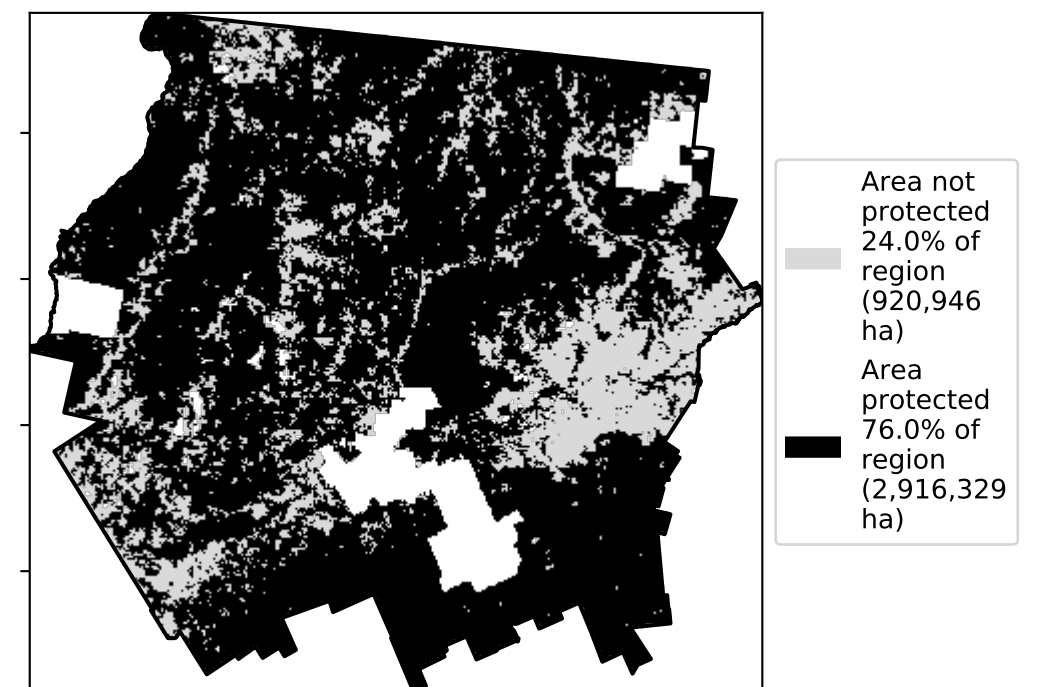 Area not
protected
24.0% of
region
(920,946
ha)
Area
protected
76.0% of
region
(2,916,329
ha)